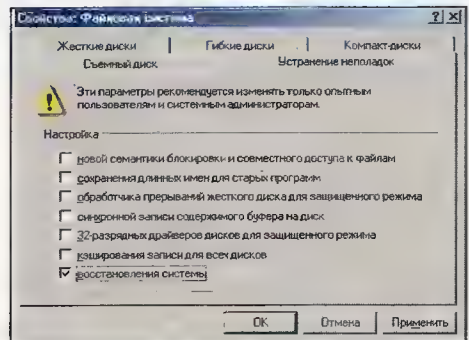 Свойства: Файловая система
Жесткие диски
Гибкие диски
Компакт-диски
Съемный диск
Устранение неполадок
Эти параметры рекомендуется изменять только опытным
пользователям и системным администраторам.
Настройка
новой семантики блокировки и совместного доступа к файлам
сохранения длинных имен для старых программ
обработчика прерываний жесткого диска для защищенного режима
синхронной записи содержимого буфера на диск
32-разрядных драйверов дисков для защищенного режима
кэширования записи для всех дисков
восстановления системы
OK
Отмена
Применить